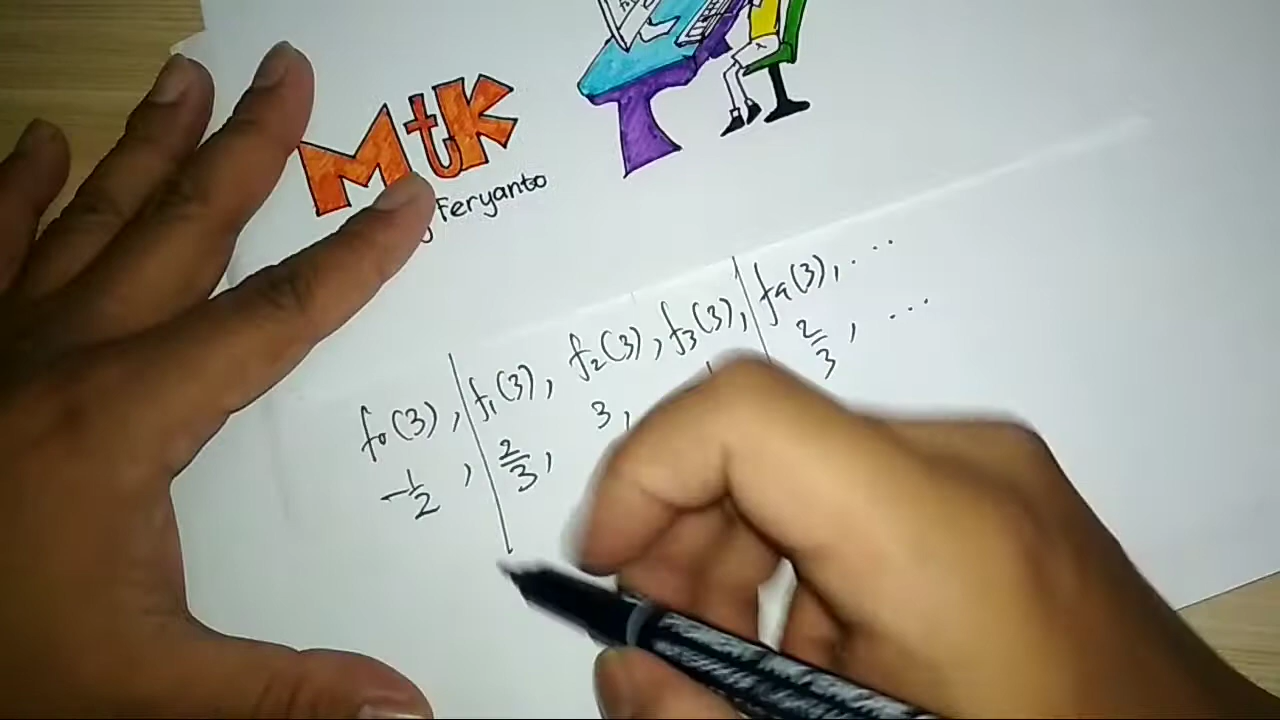 MtK
Feryanto
f₀(3), f₁(3), f₂(3), f₃(3), f₄(3), ...
-1/2, 2/3, 3, 2/3, ...